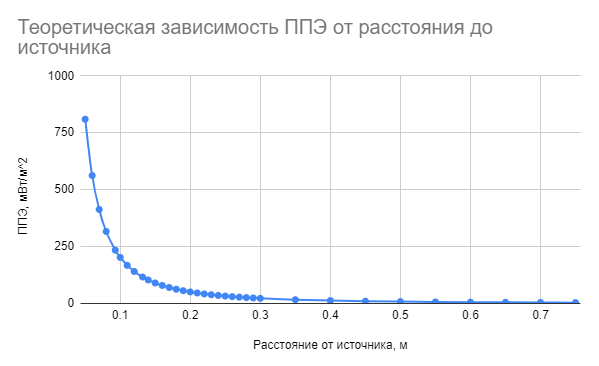 Теоретическая зависимость ППЭ от расстояния до
источника
1000
750
500
250
0
ППЭ, мВт/м^2
0.1 0.2 0.3 0.4 0.5 0.6 0.7
Расстояние от источника, м